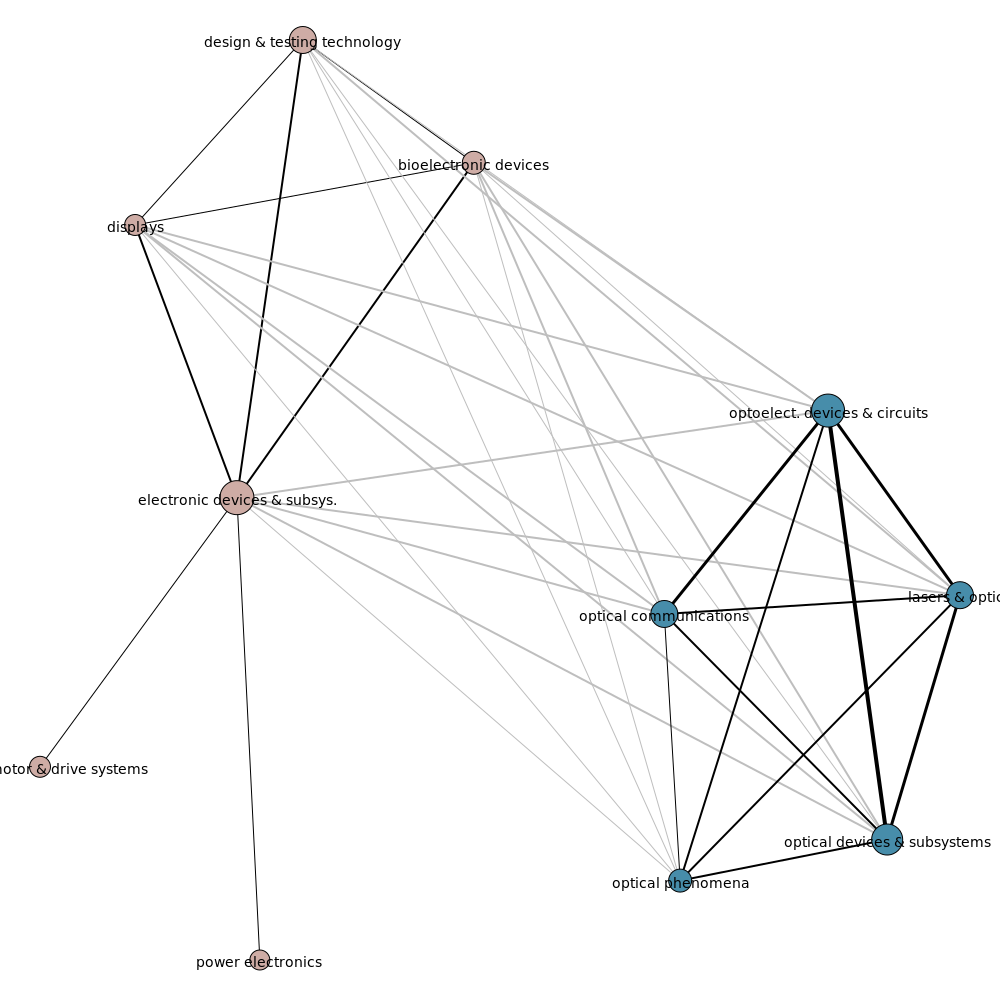 design & testing technology
bioelectronic devices
displays
optoelect. devices & circuits
electronic devices & subsys.
lasers & optic
optical communications
motor & drive systems
optical devices & subsystems
optical phenomena
power electronics